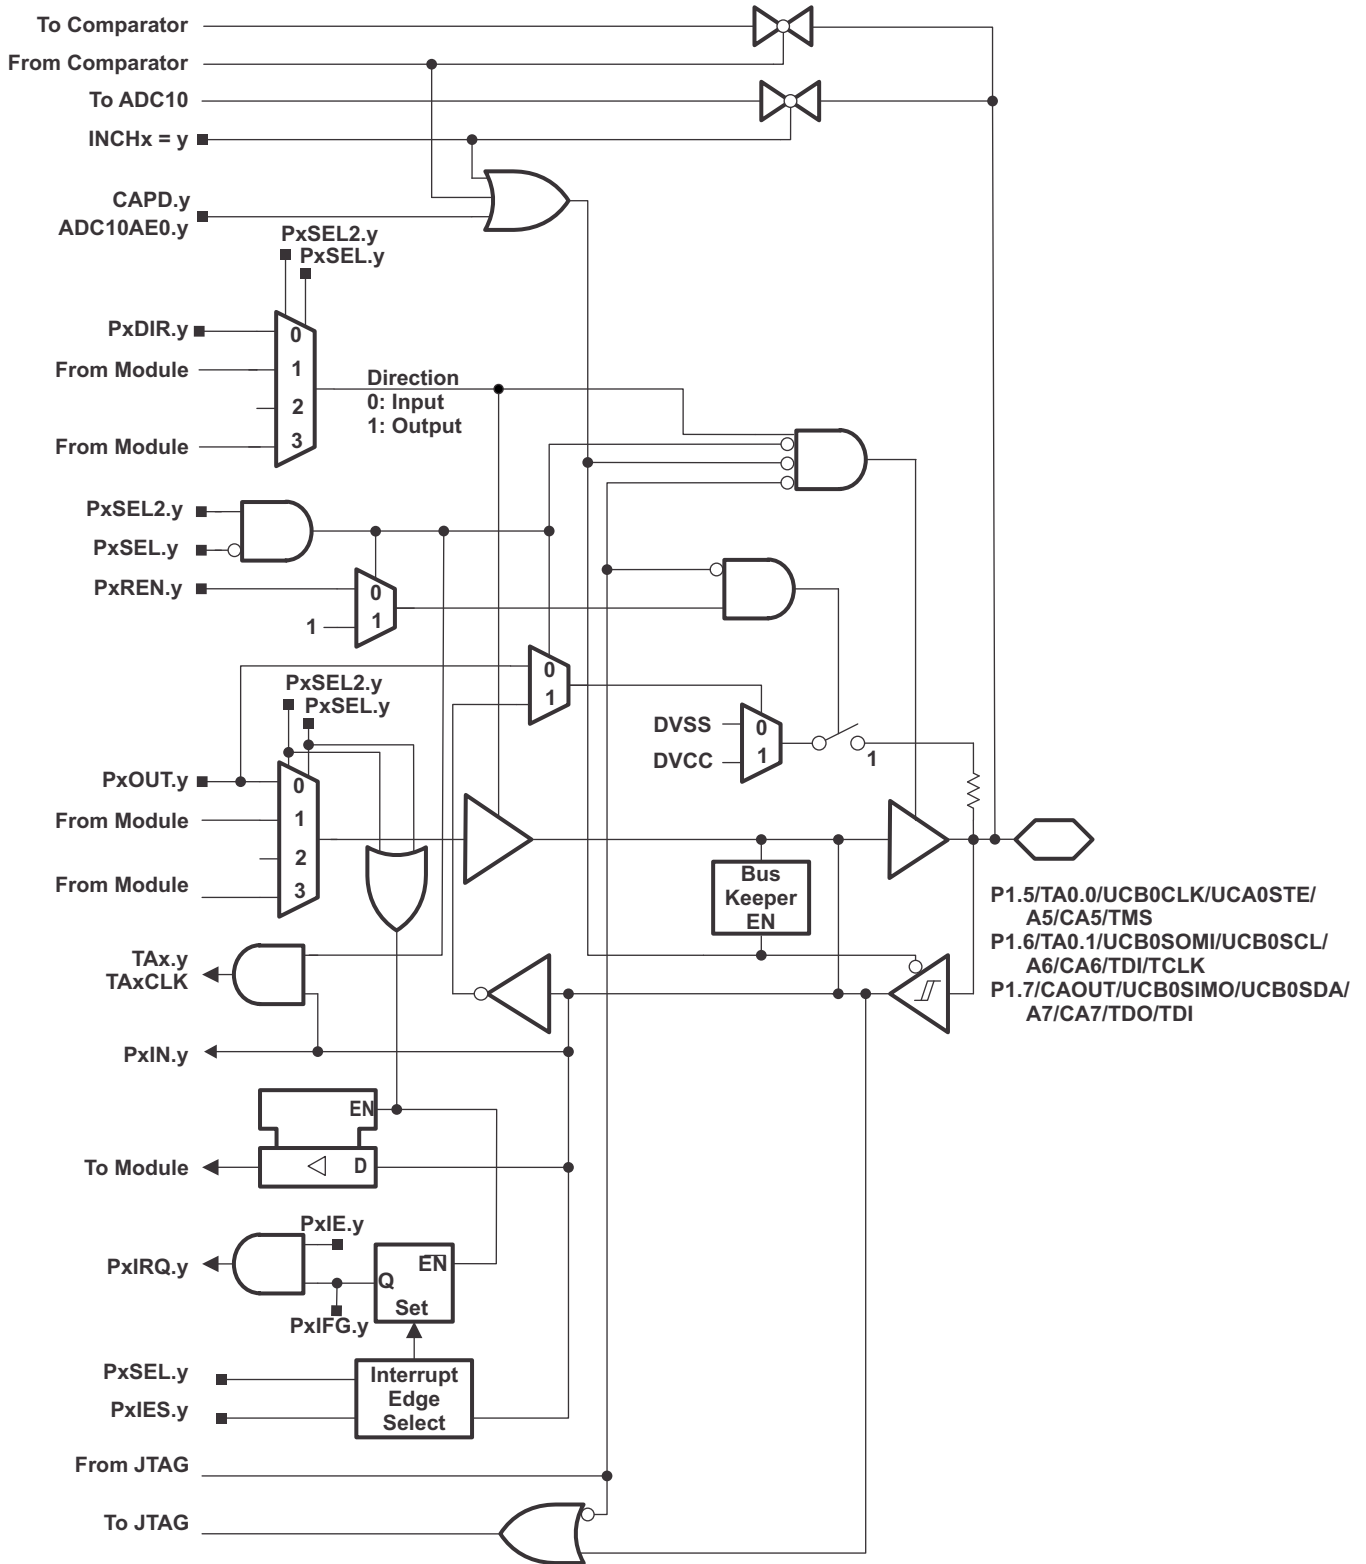 To Comparator
From Comparator
To ADC10
INCHx = y
CAPD.y
ADC10AE0.y
PxSEL2.y
PxSEL.y
PxDIR.y
0
From Module
1
2
From Module
3
Direction
0: Input
1: Output
PxSEL2.y
PxSEL.y
PxREN.y
0
1
1
0
1
PxSEL2.y
PxSEL.y
DVSS
0
DVCC
1
1
PxOUT.y
0
From Module
1
2
From Module
3
Bus
Keeper
EN
P1.5/TA0.0/UCB0CLK/UCA0STE/
A5/CA5/TMS
P1.6/TA0.1/UCB0SOMI/UCB0SCL/
A6/CA6/TDI/TCLK
P1.7/CAOUT/UCB0SIMO/UCB0SDA/
A7/CA7/TDO/TDI
TAx.y
TAxCLK
PxIN.y
EN
To Module
D
PxIE.y
PxIRQ.y
EN
Q
Set
PxIFG.y
PxSEL.y
PxIES.y
Interrupt
Edge
Select
From JTAG
To JTAG